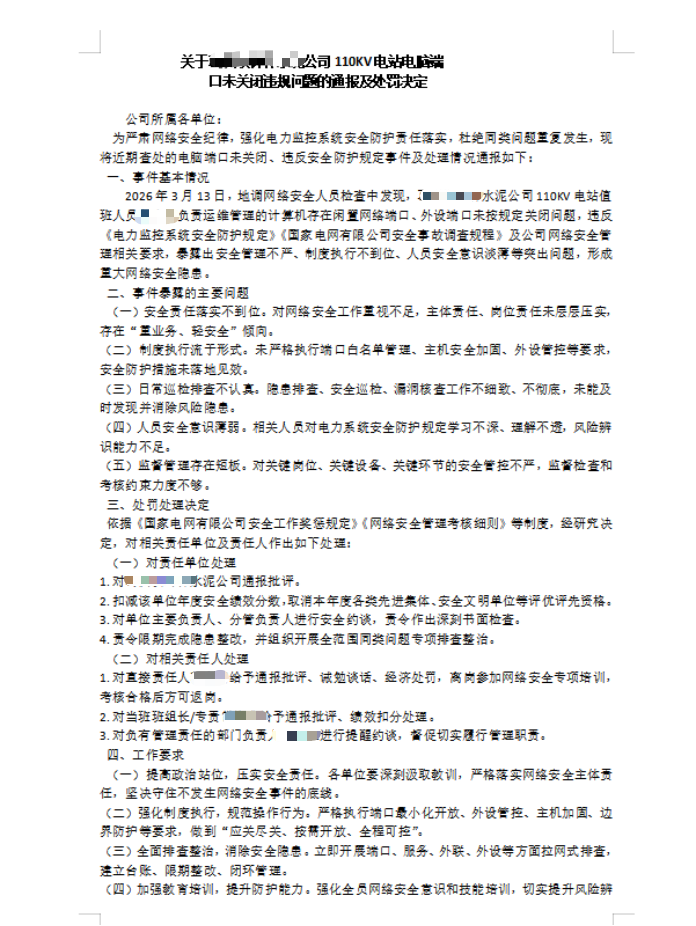 关于公司110KV电站电脑端
口未关闭违规问题的通报及处罚决定
公司所属各单位：
为严肃网络安全纪律，强化电力监控系统安全防护责任落实，杜绝同类问题重复发生，现
将近期查处的电脑端口未关闭、违反安全防护规定事件及处理情况通报如下：
一、事件基本情况
2026年3月13日，地调网络安全人员检查中发现，水泥公司110KV电站值
班人员负责运维管理的计算机存在闲置网络端口、外设端口未按规定关闭问题，违反
《电力监控系统安全防护规定》《国家电网有限公司安全事故调查规程》及公司网络安全管
理相关要求，暴露出安全管理不严、制度执行不到位、人员安全意识淡薄等突出问题，形成
重大网络安全隐患。
二、事件暴露的主要问题
（一）安全责任落实不到位。对网络安全工作重视不足，主体责任、岗位责任未层层压实，
存在“重业务、轻安全”倾向。
（二）制度执行流于形式。未严格执行端口白名单管理、主机安全加固、外设管控等要求，
安全防护措施未落地见效。
（三）日常巡检排查不认真。隐患排查、安全巡检、漏洞核查工作不细致、不彻底，未能及
时发现并消除风险隐患。
（四）人员安全意识薄弱。相关人员对电力系统安全防护规定学习不深、理解不透，风险辨
识能力不足。
（五）监督管理存在短板。对关键岗位、关键设备、关键环节的安全管控不严，监督检查和
考核约束力度不够。
三、处罚处理决定
依据《国家电网有限公司安全工作奖惩规定》《网络安全管理考核细则》等制度，经研究决
定，对相关责任单位及责任人作出如下处理：
（一）对责任单位处理
1. 对水泥公司通报批评。
2. 扣减该单位年度安全绩效分数，取消本年度各类先进集体、安全文明单位等评优评先资格。
3. 对单位主要负责人、分管负责人进行安全约谈，责令作出深刻书面检查。
4. 责令限期完成隐患整改，并组织开展全范围同类问题专项排查整治。
（二）对相关责任人处理
1. 对直接责任人给予通报批评、诫勉谈话、经济处罚，离岗参加网络安全专项培训，
考核合格后方可返岗。
2. 对当班班组长/专责给予通报批评、绩效扣分处理。
3. 对负有管理责任的部门负责人进行提醒约谈，督促切实履行管理职责。
四、工作要求
（一）提高政治站位，压实安全责任。各单位要深刻汲取教训，严格落实网络安全主体责
任，坚决守住不发生网络安全事件的底线。
（二）强化制度执行，规范操作行为。严格执行端口最小化开放、外设管控、主机加固、边
界防护等要求，做到“应关尽关、按需开放、全程可控”。
（三）全面排查整治，消除安全隐患。立即开展端口、服务、外联、外设等方面拉网式排查，
建立台账、限期整改、闭环管理。
（四）加强教育培训，提升防护能力。强化全员网络安全意识和技能培训，切实提升风险辨